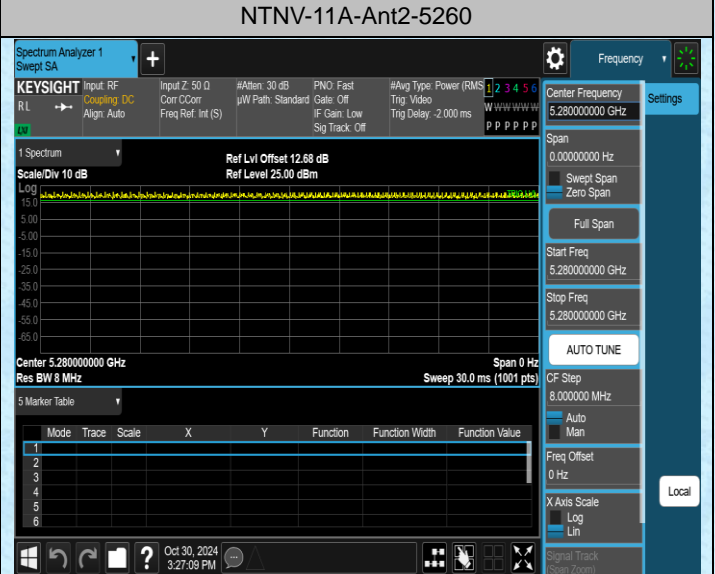 NTNV-11A-Ant2-5260
Spectrum Analyzer 1
Swept SA
+
Frequency
KEYSIGHT
RL
LXI
Input: RF
Coupling: DC
Align: Auto
Input Z: 50 Ω
Corr CCorr
Freq Ref: Int (S)
#Atten: 30 dB
µW Path: Standard
PNO: Fast
Gate: Off
IF Gain: Low
Sig Track: Off
#Avg Type: Power (RMS
Trig: Video
Trig Delay: -2.000 ms
1 2 3 4 5 6
W W W W W W
P P P P P P
Center Frequency
5.280000000 GHz
Settings
Span
0.00000000 Hz
Swept Span
Zero Span
Full Span
Start Freq
5.280000000 GHz
Stop Freq
5.280000000 GHz
AUTO TUNE
CF Step
8.000000 MHz
Auto
Man
Freq Offset
0 Hz
X Axis Scale
Log
Lin
Signal Track
(Span Zoom)
Local
1 Spectrum
Scale/Div 10 dB
Ref Lvl Offset 12.68 dB
Ref Level 25.00 dBm
Log
15.0
5.00
-5.00
-15.0
-25.0
-35.0
-45.0
-55.0
-65.0
Center 5.280000000 GHz
Span 0 Hz
Res BW 8 MHz
Sweep 30.0 ms (1001 pts)
5 Marker Table
Mode Trace Scale X Y Function Function Width Function Value
1
2
3
4
5
6
?
Oct 30, 2024
3:27:09 PM